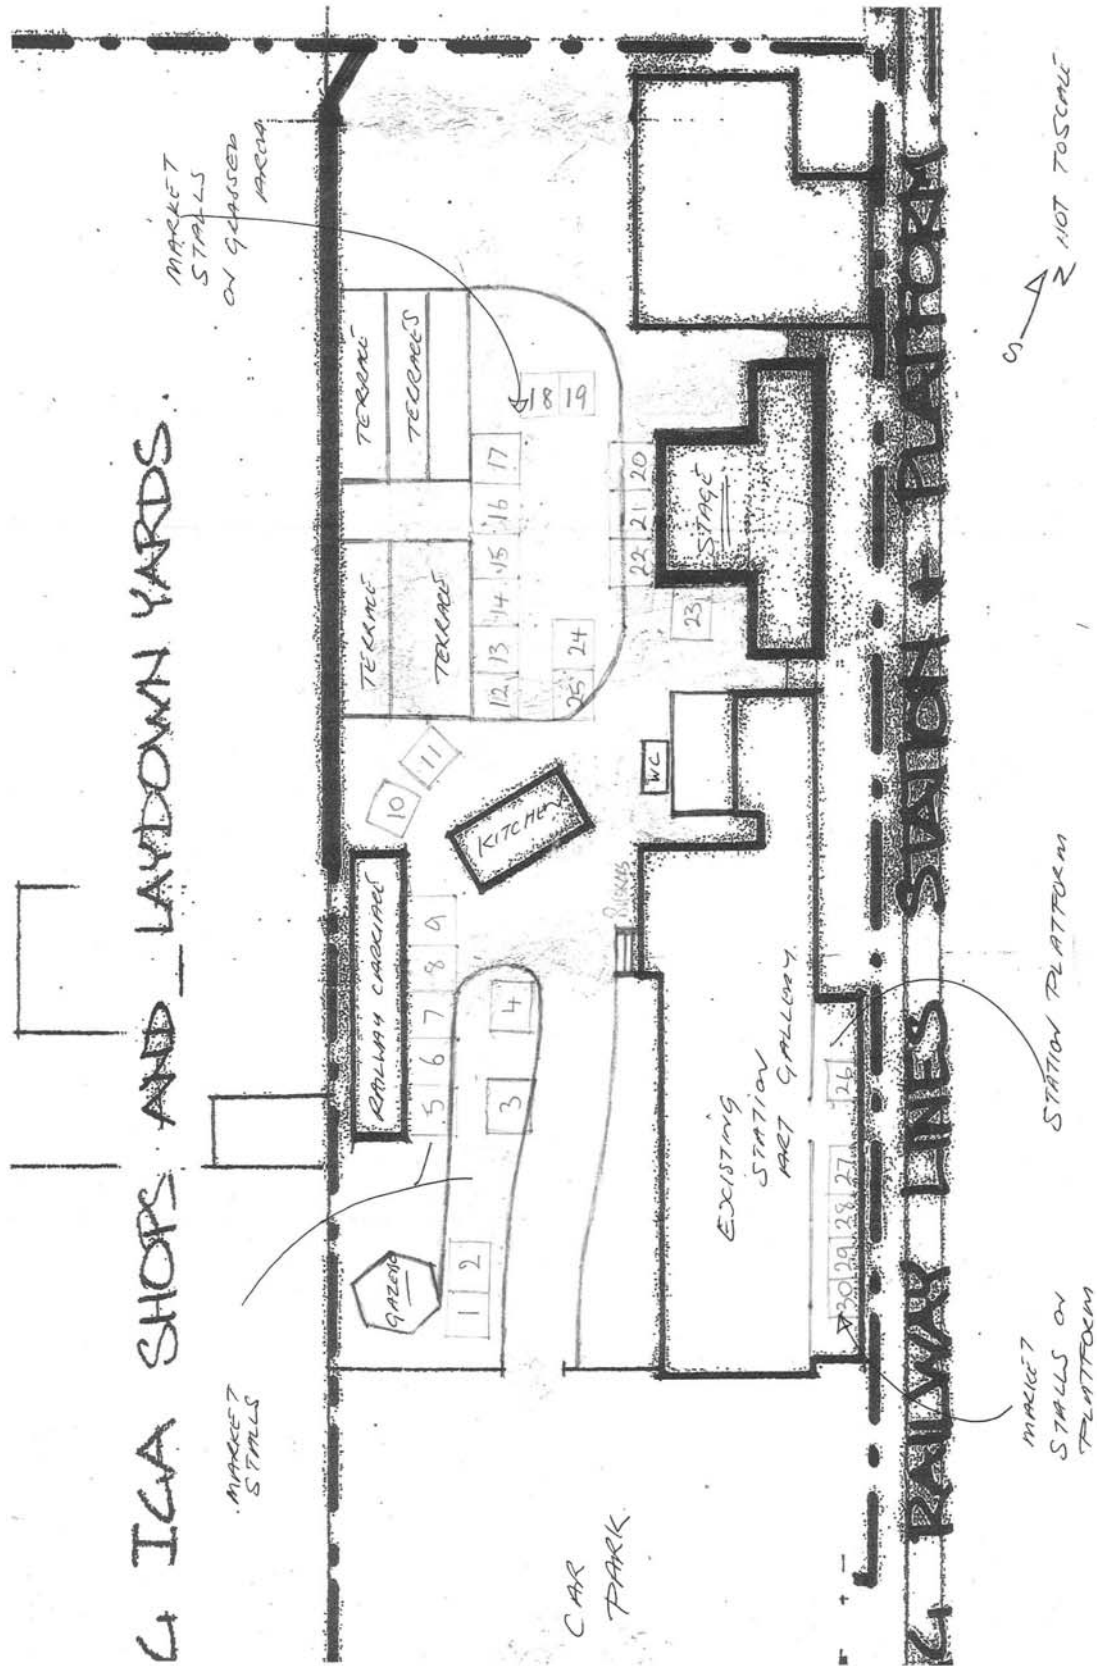 IGA SHOPS AND LAYDOWN YARDS.
MARKET
STALLS
MARKET
STALLS
ON GRASSED
AREA
GAZEBO
RAILWAY CARRIAGE
TERRACE
TERRACE
TERRACE
TERRACES
1 2
3
4
5 6 7 8 9
10
11
12 13 14 15 16 17
18 19
20
21
22
23
24
25
KITCHEN
WC
STAGE
CAR
PARK.
EXISTING
STATION
ART GALLERY
26
27
28
29
30
RAILWAY LINES STATION + PLATFORM
MARKET
STALLS ON
PLATFORM
STATION PLATFORM
S
N
NOT TO SCALE